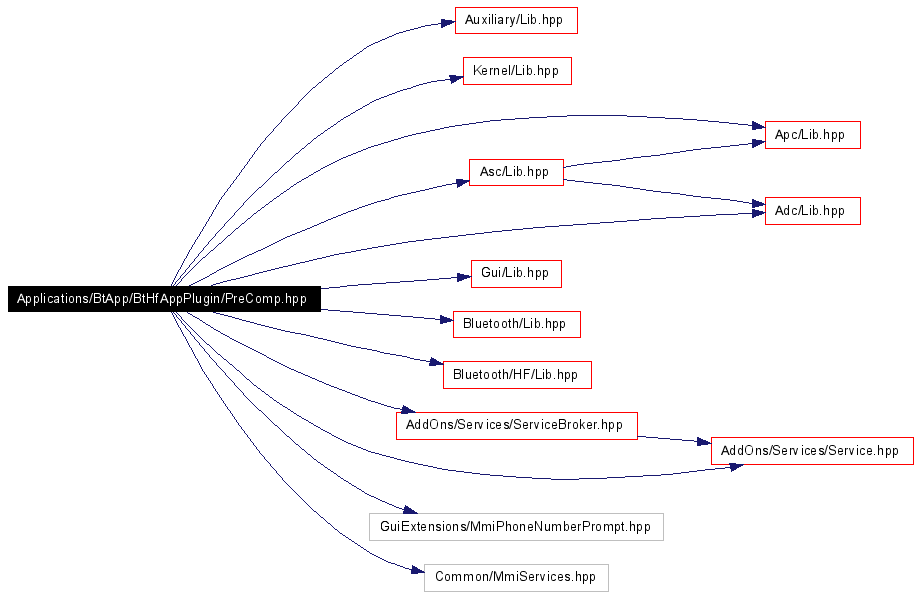 Auxiliary/Lib.hpp
Kernel/Lib.hpp
Apc/Lib.hpp
Asc/Lib.hpp
Adc/Lib.hpp
Gui/Lib.hpp
Applications/BtApp/BtHfAppPlugin/PreComp.hpp
Bluetooth/Lib.hpp
Bluetooth/HF/Lib.hpp
AddOns/Services/ServiceBroker.hpp
AddOns/Services/Service.hpp
GuiExtensions/MmiPhoneNumberPrompt.hpp
Common/MmiServices.hpp